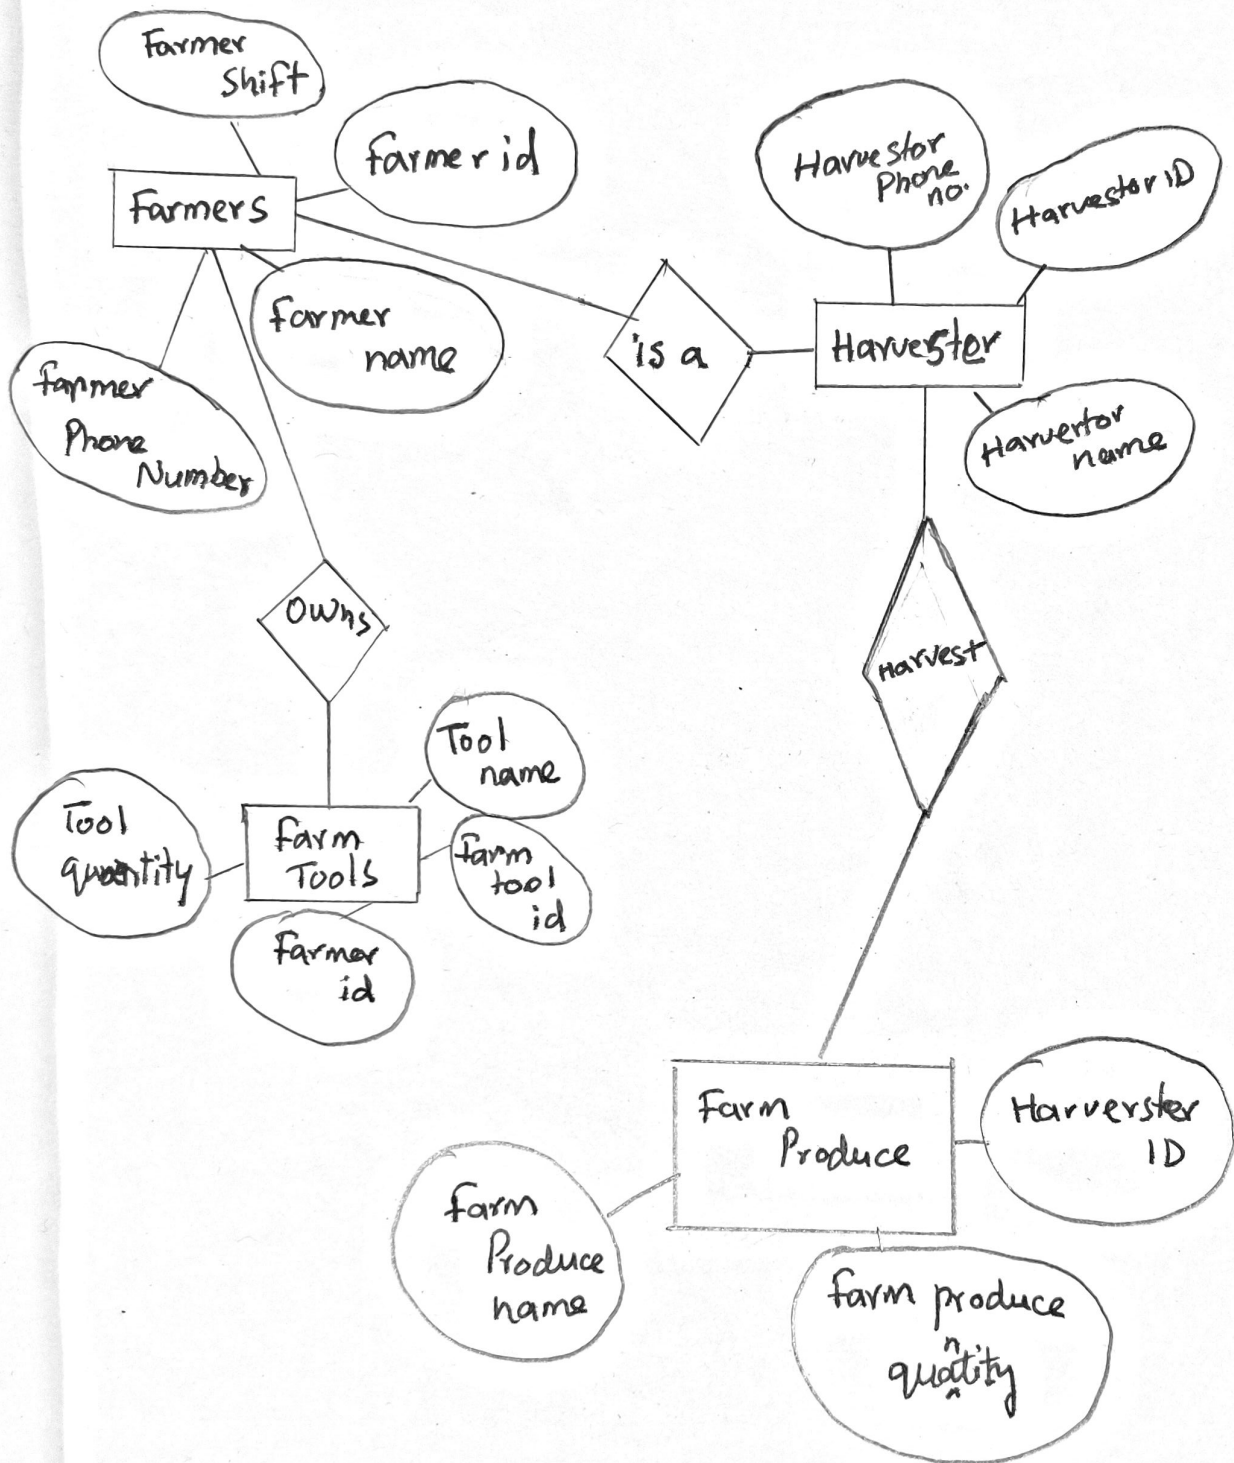 Farmer
Shift
Farmer id
Farmers
Farmer
name
Farmer
Phone
Number
is a
Harvestor
Phone
no.
Harvestor ID
Harvestor
Harvertor
name
Owns
Harvest
Tool
name
Tool
quantity
Farm
Tools
Farm
tool
id
Farmer
id
Farm
Produce
Harverster
ID
Farm
Produce
name
Farm produce
quantity